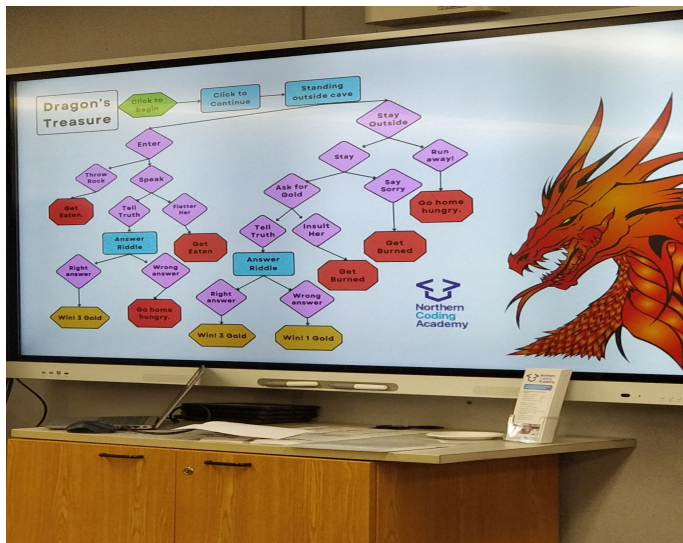 Dragon's
Treasure
Click to
begin
Click to
Continue
Standing
outside cave
Stay
Outside
Enter
Stay
Run
away!
Throw
Rock
Speak
Ask for
Gold
Say
Sorry
Get
Eaten.
Tell
Truth
Flatter
Her
Go home
hungry.
Tell
Truth
Insult
Her
Answer
Riddle
Get
Eaten
Get
Burned
Answer
Riddle
Get
Burned
Right
answer
Wrong
answer
Right
answer
Wrong
answer
Win! 3 Gold
Go home
hungry.
Win! 3 Gold
Win! 1 Gold
Northern
Coding
Academy
Northern
Coding
Academy